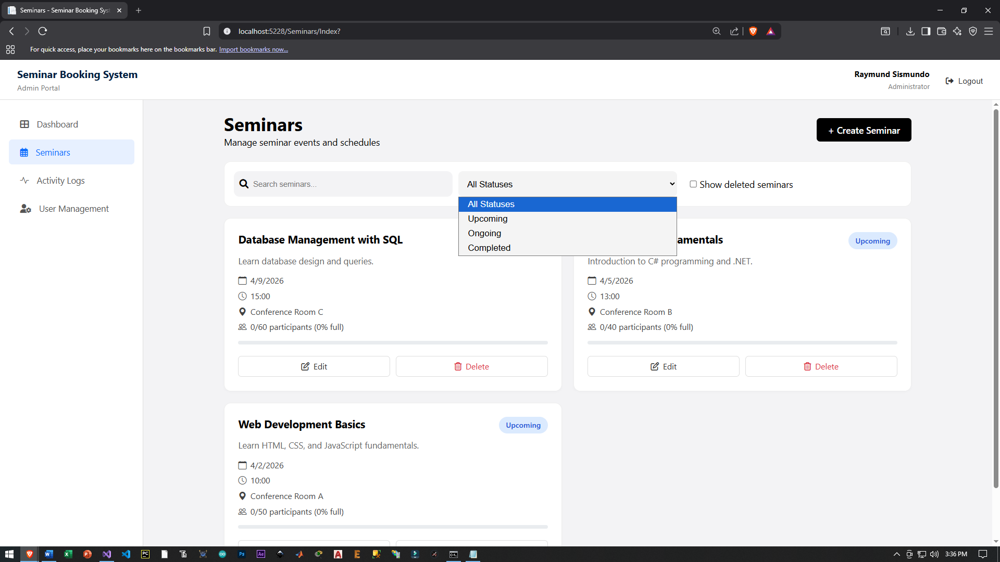 Seminars - Seminar Booking Syst
localhost:5228/Seminars/Index?
For quick access, place your bookmarks here on the bookmarks bar. Import bookmarks now...
Seminar Booking System
Admin Portal
Raymund Sismundo
Administrator
Logout
Dashboard
Seminars
Activity Logs
User Management
Seminars
Manage seminar events and schedules
+ Create Seminar
Search seminars...
All Statuses
Show deleted seminars
All Statuses
Upcoming
Ongoing
Completed
Database Management with SQL
Learn database design and queries.
4/9/2026
15:00
Conference Room C
0/60 participants (0% full)
Edit
Delete
amentals
Upcoming
Introduction to C# programming and .NET.
4/5/2026
13:00
Conference Room B
0/40 participants (0% full)
Edit
Delete
Web Development Basics
Upcoming
Learn HTML, CSS, and JavaScript fundamentals.
4/2/2026
10:00
Conference Room A
0/50 participants (0% full)
3:36 PM